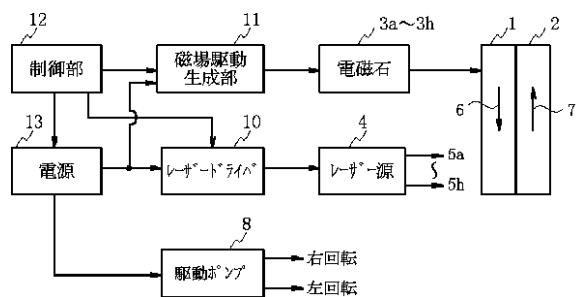 12
制御部
11
磁場駆動
生成部
3a～3h
電磁石
1
2
6
7
13
電源
10
レーザードライバ
4
レーザー源
5a
5h
8
駆動ポンプ
右回転
左回転